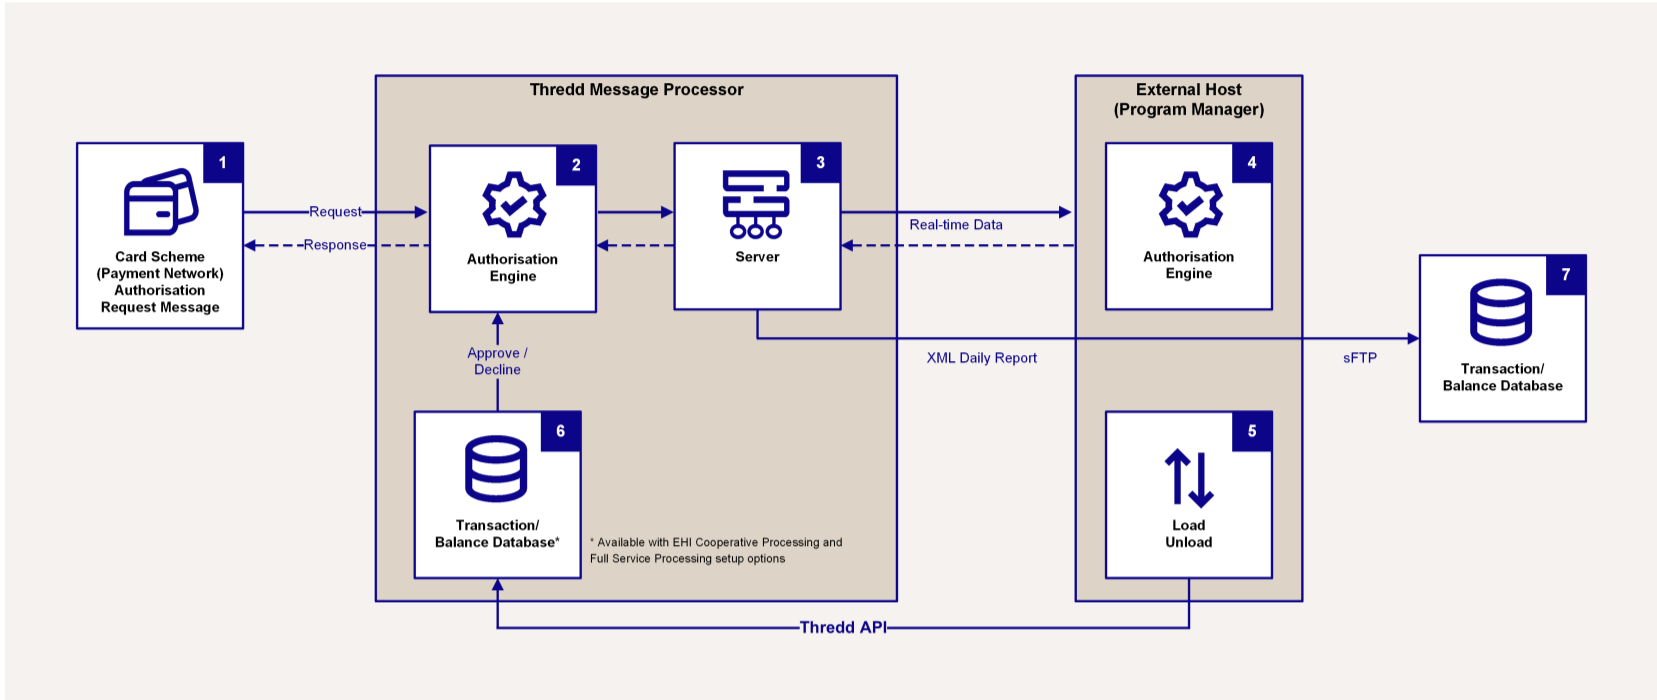 Thredd Message Processor
External Host
(Program Manager)
1
Card Scheme
(Payment Network)
Authorisation
Request Message
Request
Response
2
Authorisation
Engine
3
Server
Real-time Data
4
Authorisation
Engine
7
Transaction/
Balance Database
Approve /
Decline
XML Daily Report
sFTP
6
Transaction/
Balance Database*
* Available with EHI Cooperative Processing and
Full Service Processing setup options
5
Load
Unload
Thredd API